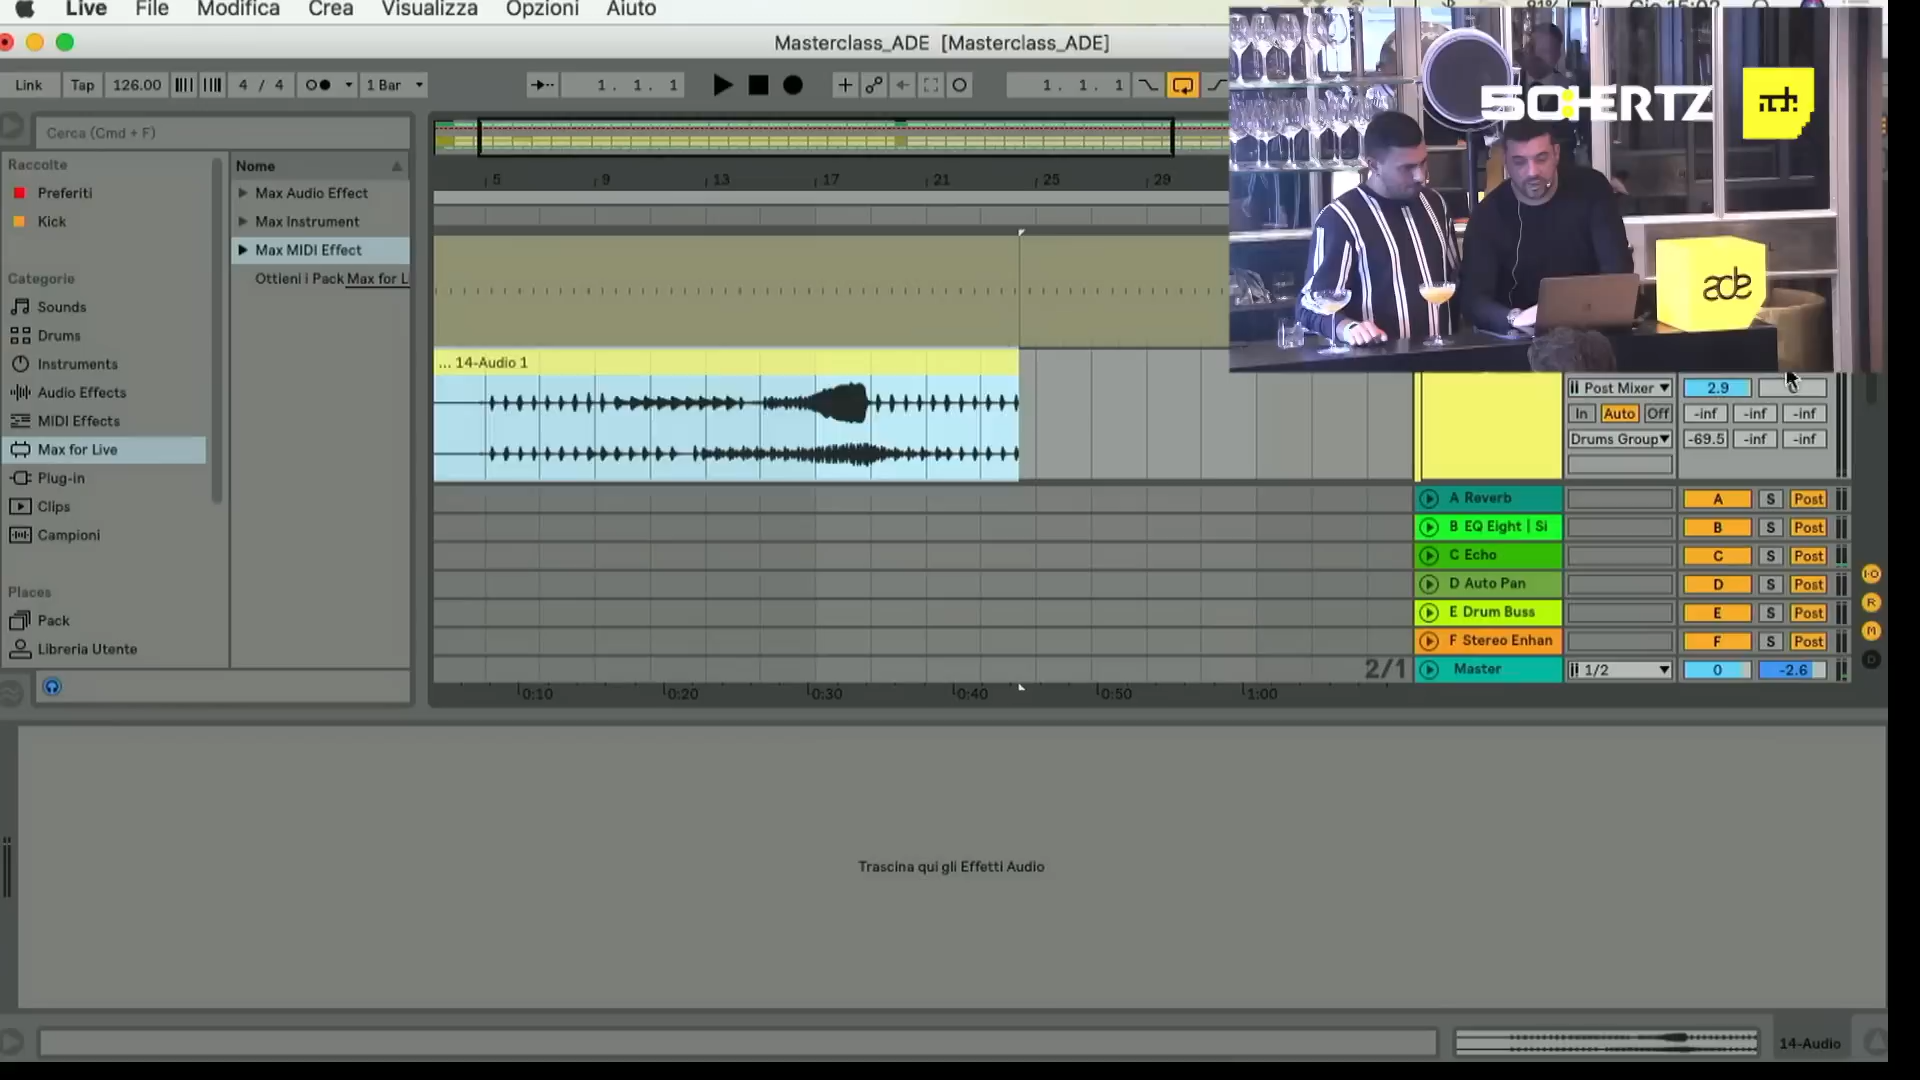 Live File Modifica Crea Visualizza Opzioni Aiuto
Masterclass_ADE [Masterclass_ADE]
Link Tap 126.00 4 / 4 1 Bar 1. 1. 1 1. 1. 1
Cerca (Cmd + F)
Raccolte
Preferiti
Kick
Categorie
Sounds
Drums
Instruments
Audio Effects
MIDI Effects
Max for Live
Plug-in
Clips
Campioni
Places
Pack
Libreria Utente
Nome
Max Audio Effect
Max Instrument
Max MIDI Effect
Ottieni i Pack Max for L
5 9 13 17 21 25 29
... 14-Audio 1
50:HERTZ
ade
Post Mixer 2.9
In Auto Off -inf -inf -inf
Drums Group -69.5 -inf -inf
A Reverb A S Post
B EQ Eight | Si B S Post
C Echo C S Post
D Auto Pan D S Post
E Drum Buss E S Post
F Stereo Enhan F S Post
2/1 Master 1/2 0 -2.6
I·O
R
M
D
0:10 0:20 0:30 0:40 0:50 1:00
Trascina qui gli Effetti Audio
14-Audio